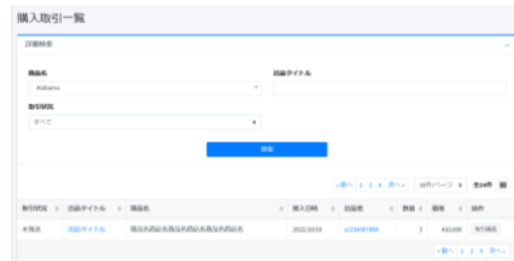 購入取引一覧
詳細検索
商品名
出品タイトル
Alabama
取引状況
すべて
検索
«前へ 1 2 3 次へ» 10件/ページ 全24件
取引状況 出品タイトル 商品名 購入日時 出品者 数量 価格 操作
未発送 出品タイトル 商品名商品名商品名商品名商品名商品名 2022/10/18 a1234567890 3 ¥10,000 取引画面
«前へ 1 2 3 次へ»